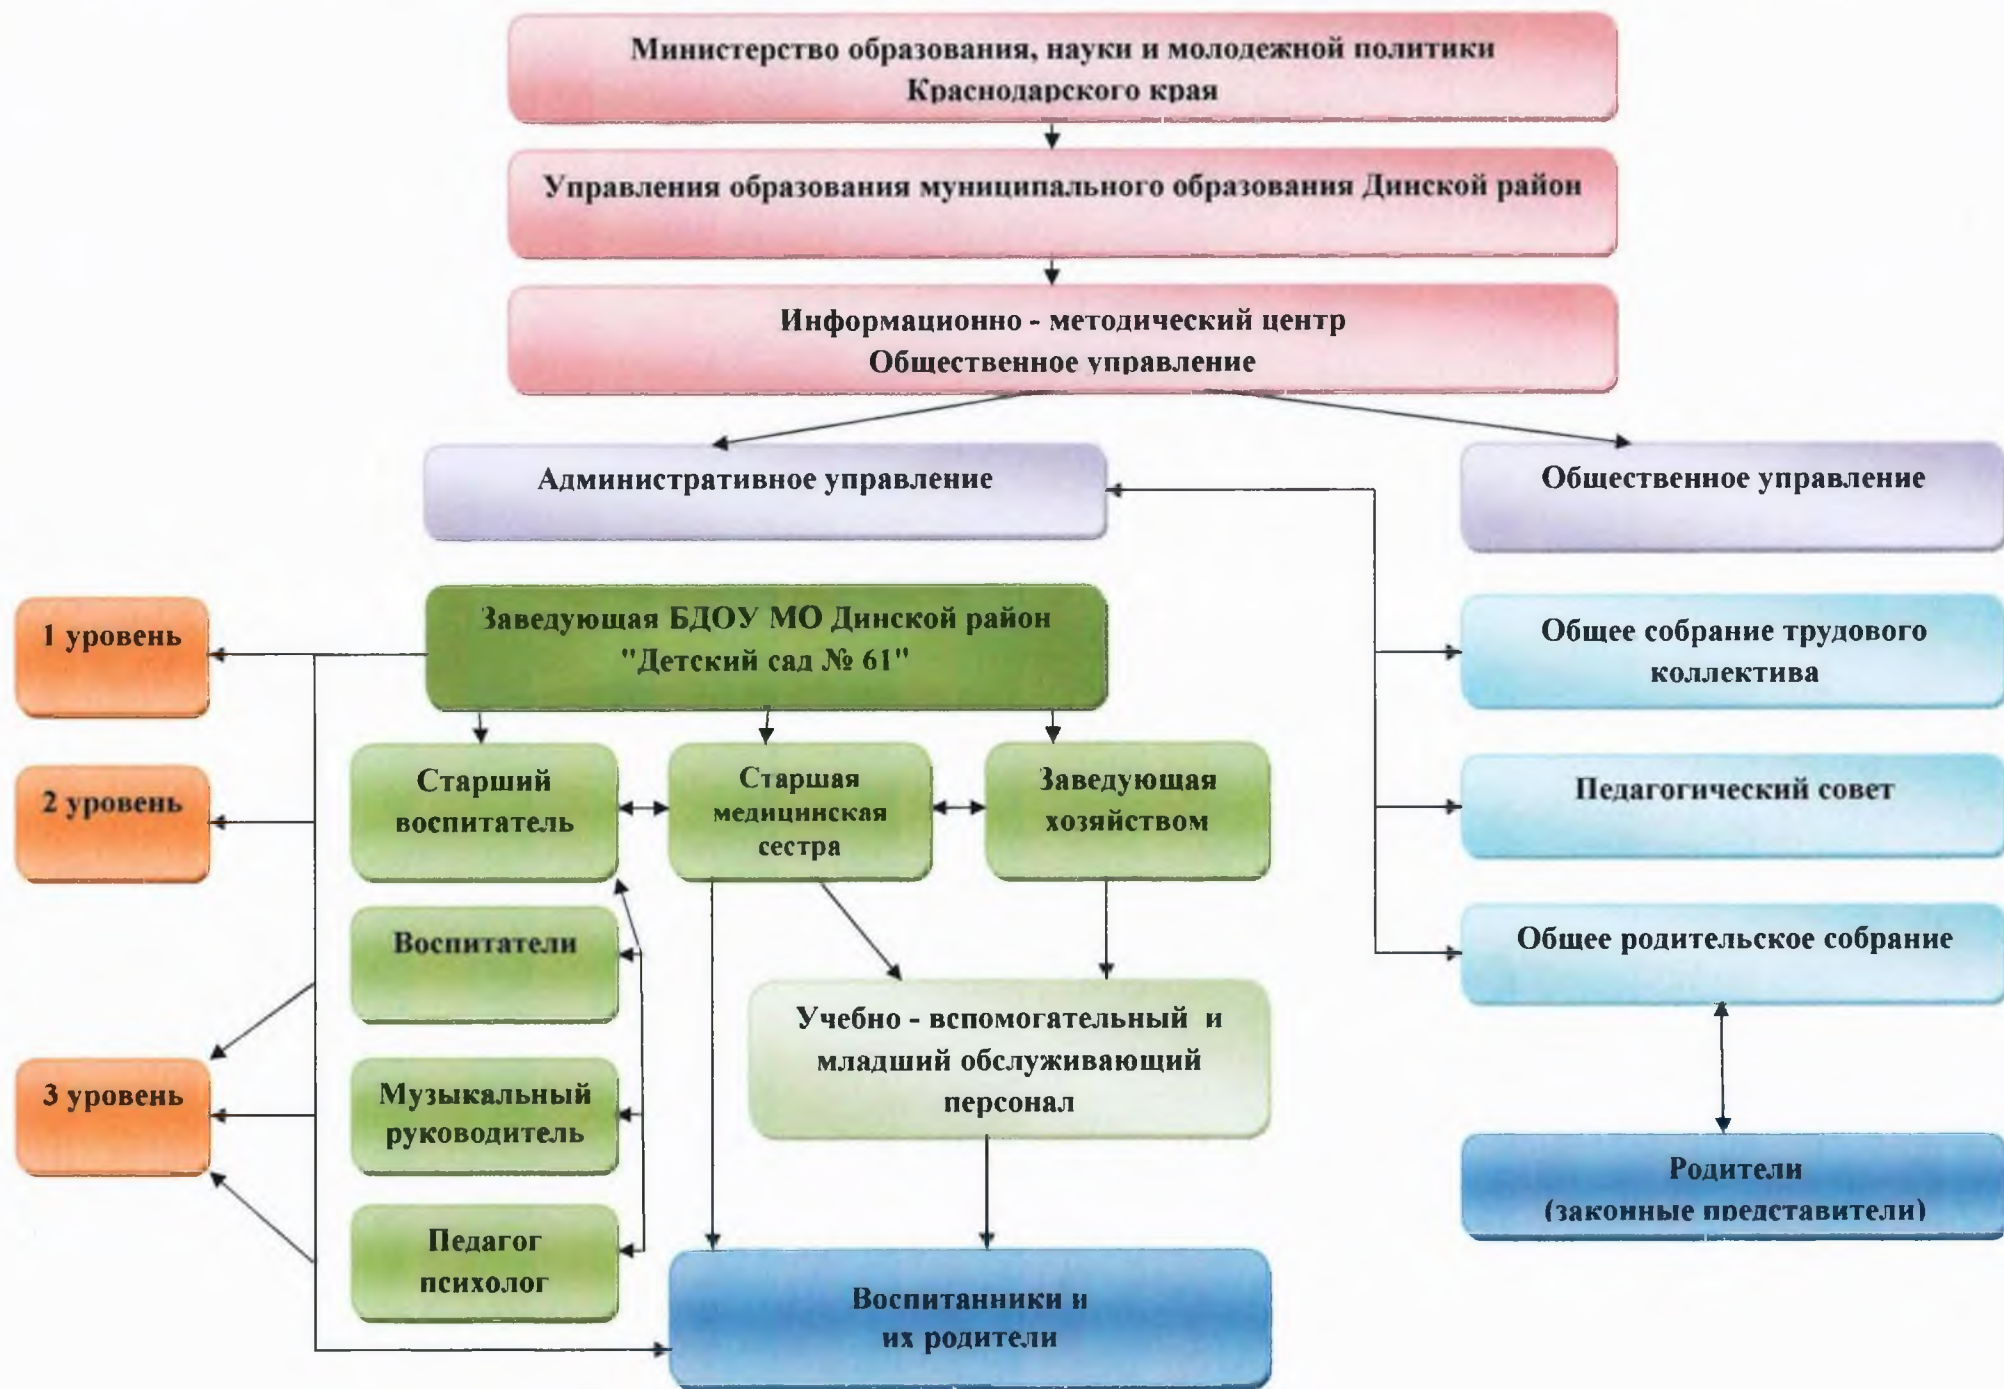 Министерство образования, науки и молодежной политики
Краснодарского края
Управления образования муниципального образования Динской район
Информационно - методический центр
Общественное управление
Административное управление
Общественное управление
1 уровень
Заведующая БДОУ МО Динской район
"Детский сад № 61"
Общее собрание трудового
коллектива
2 уровень
Старший
воспитатель
Старшая
медицинская
сестра
Заведующая
хозяйством
Педагогический совет
Воспитатели
Общее родительское собрание
Учебно - вспомогательный и
младший обслуживающий
персонал
3 уровень
Музыкальный
руководитель
Родители
(законные представители)
Педагог
психолог
Воспитанники и
их родители